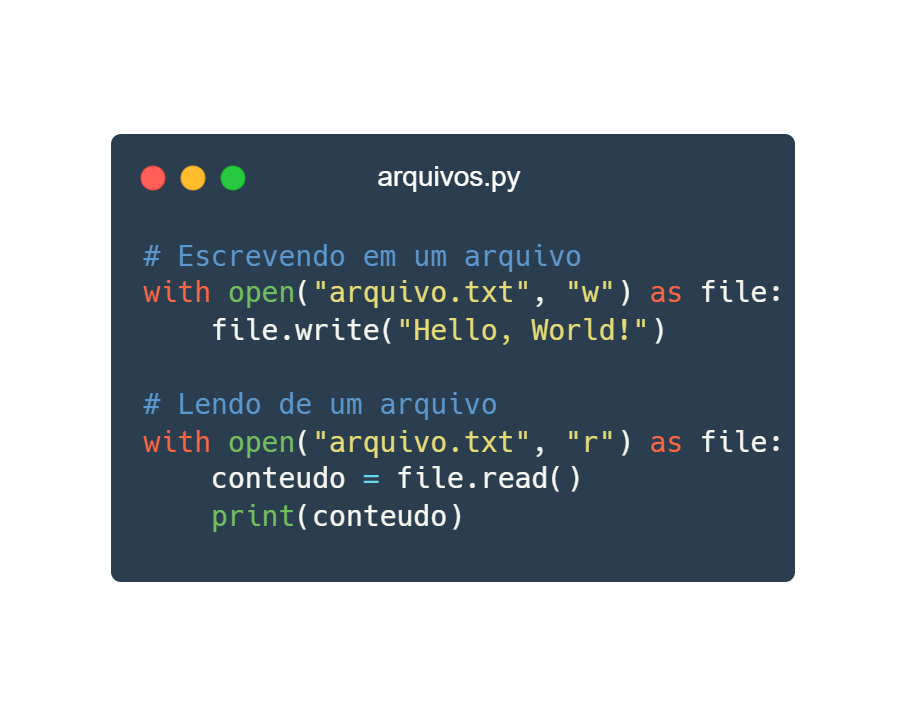 arquivos.py
# Escrevendo em um arquivo
with open("arquivo.txt", "w") as file:
    file.write("Hello, World!")
# Lendo de um arquivo
with open("arquivo.txt", "r") as file:
    conteudo = file.read()
    print(conteudo)